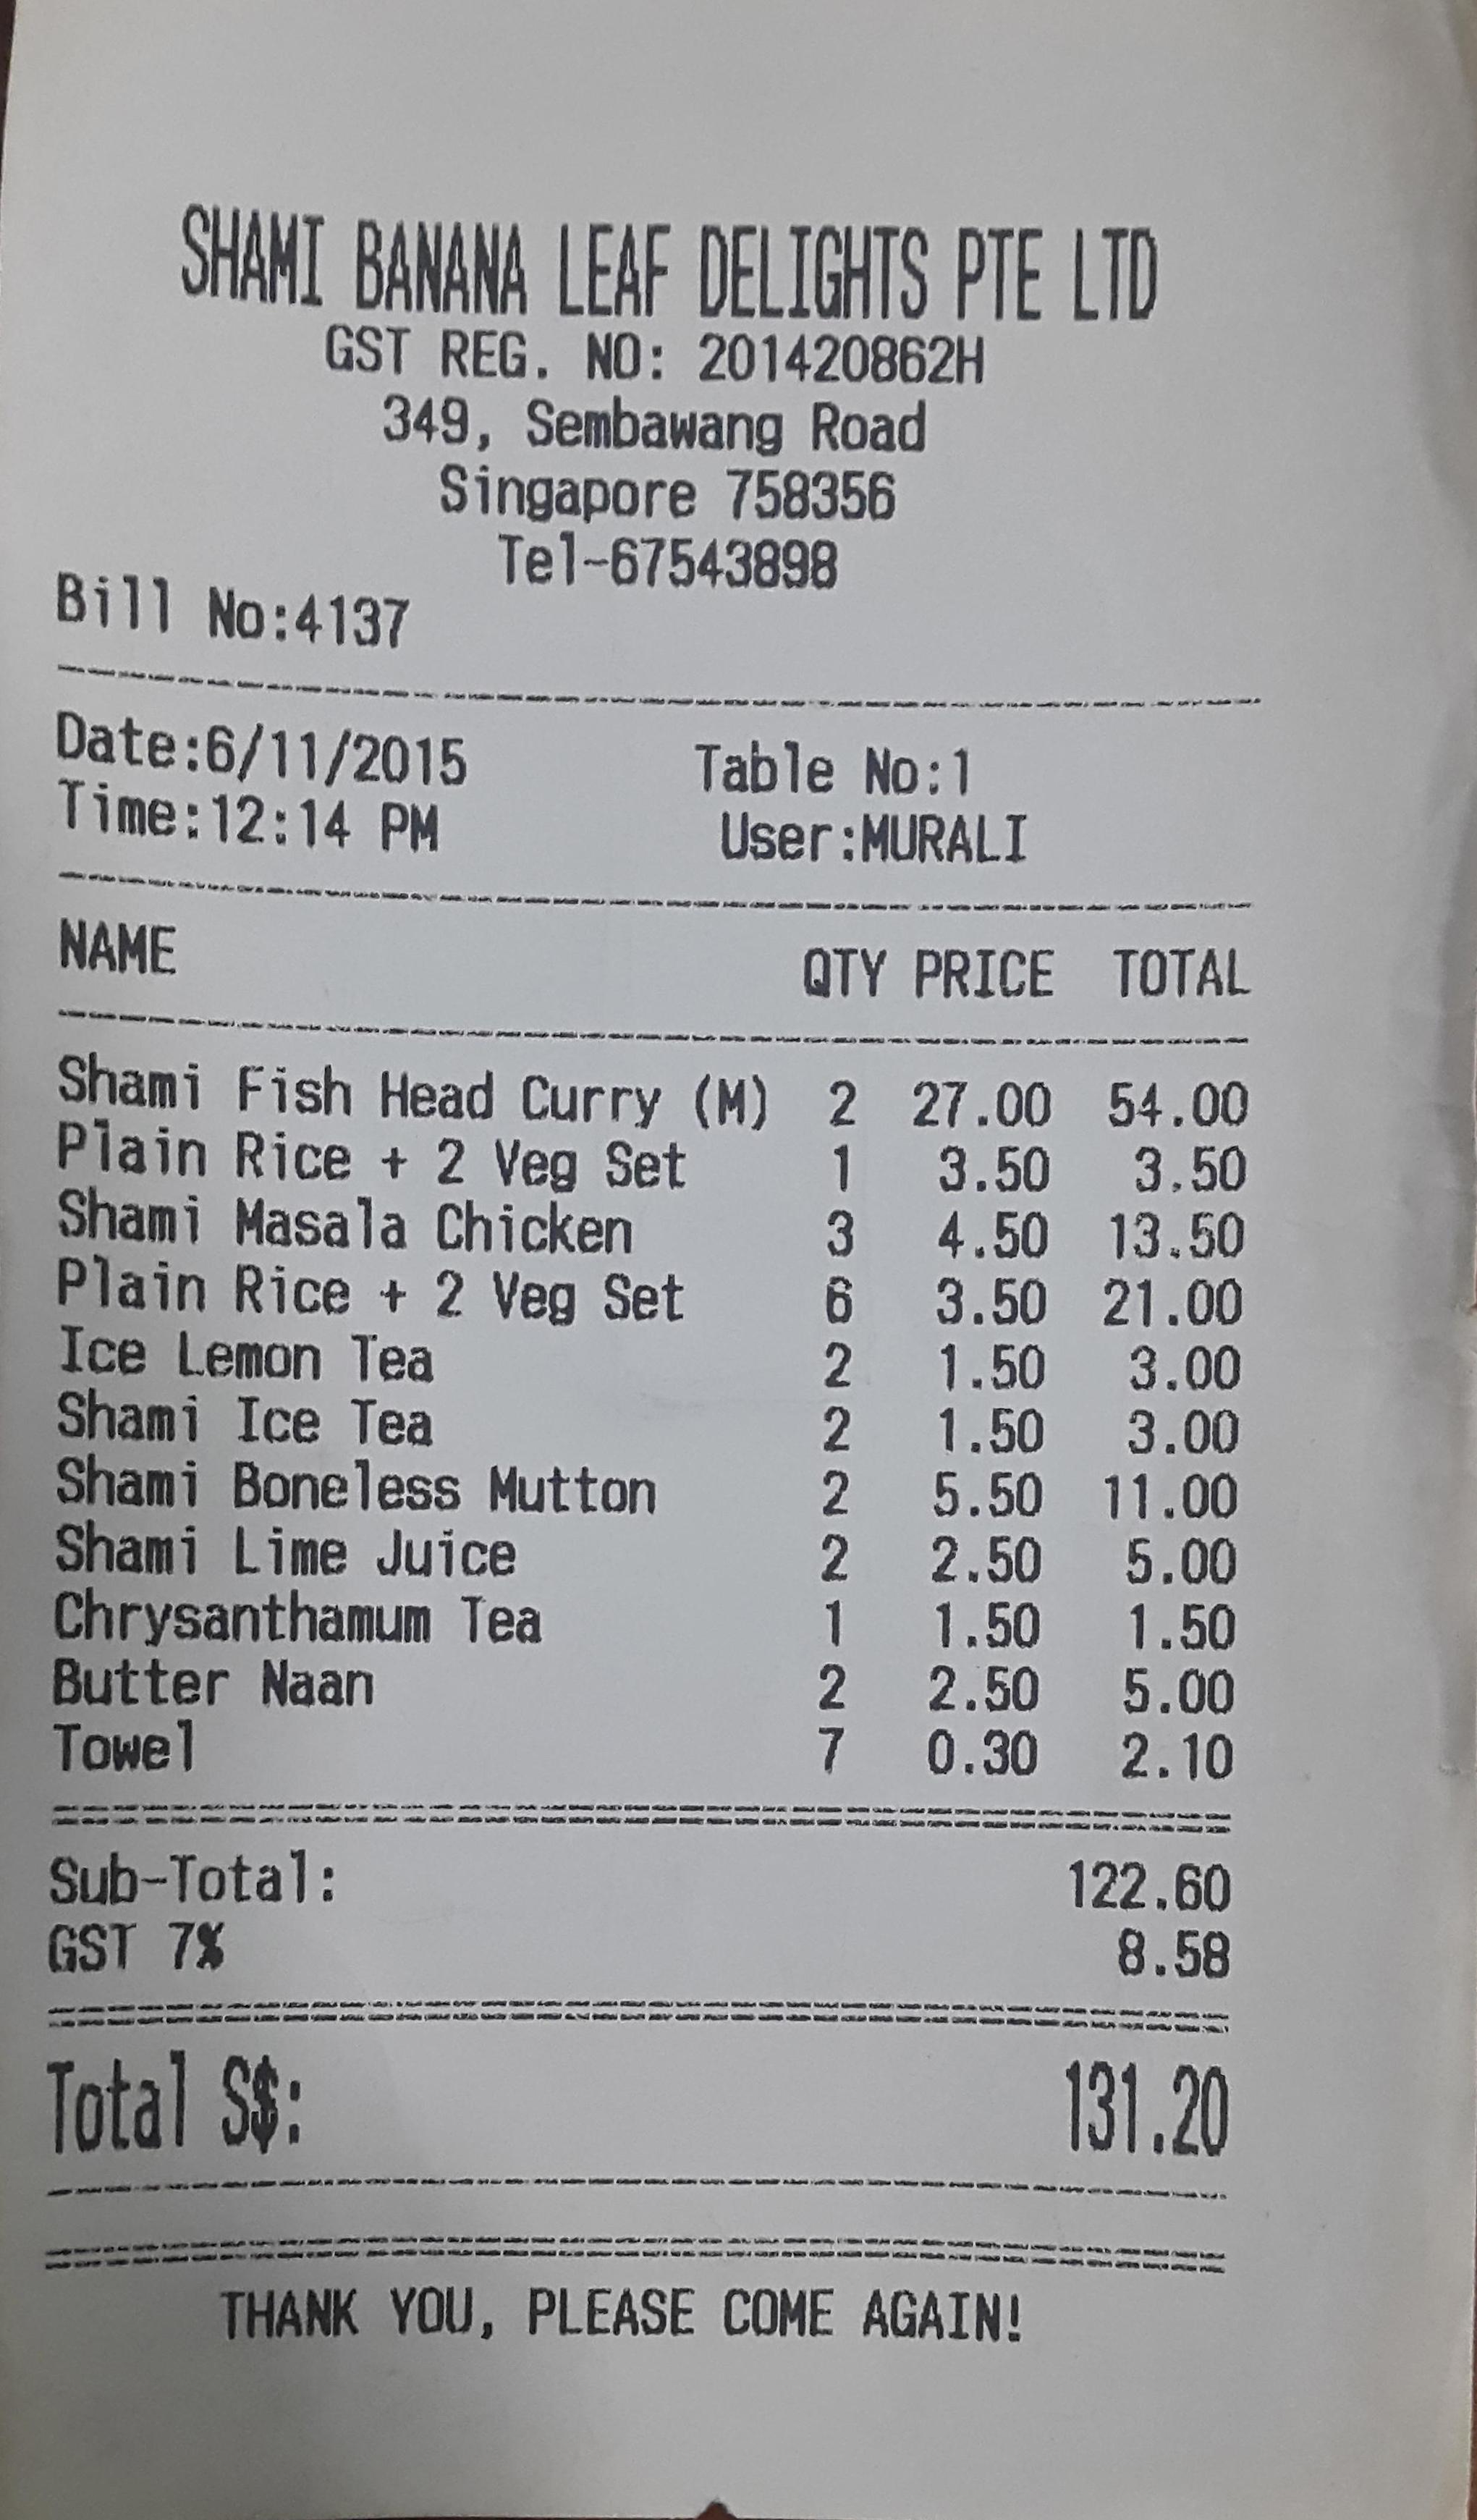 SHAMI BANANA LEAF DELIGHTS PTE LTD
GST REG. NO: 201420862H
349, Sembawang Road
Singapore 758356
Tel-67543898
Bill No:4137
Date:6/11/2015 Table No:1
Time:12:14 PM User:MURALI
NAME QTY PRICE TOTAL
Shami Fish Head Curry (M) 2 27.00 54.00
Plain Rice + 2 Veg Set 1 3.50 3.50
Shami Masala Chicken 3 4.50 13.50
Plain Rice + 2 Veg Set 6 3.50 21.00
Ice Lemon Tea 2 1.50 3.00
Shami Ice Tea 2 1.50 3.00
Shami Boneless Mutton 2 5.50 11.00
Shami Lime Juice 2 2.50 5.00
Chrysanthamum Tea 1 1.50 1.50
Butter Naan 2 2.50 5.00
Towel 7 0.30 2.10
Sub-Total: 122.60
GST 7% 8.58
Total S$: 131.20
THANK YOU, PLEASE COME AGAIN!